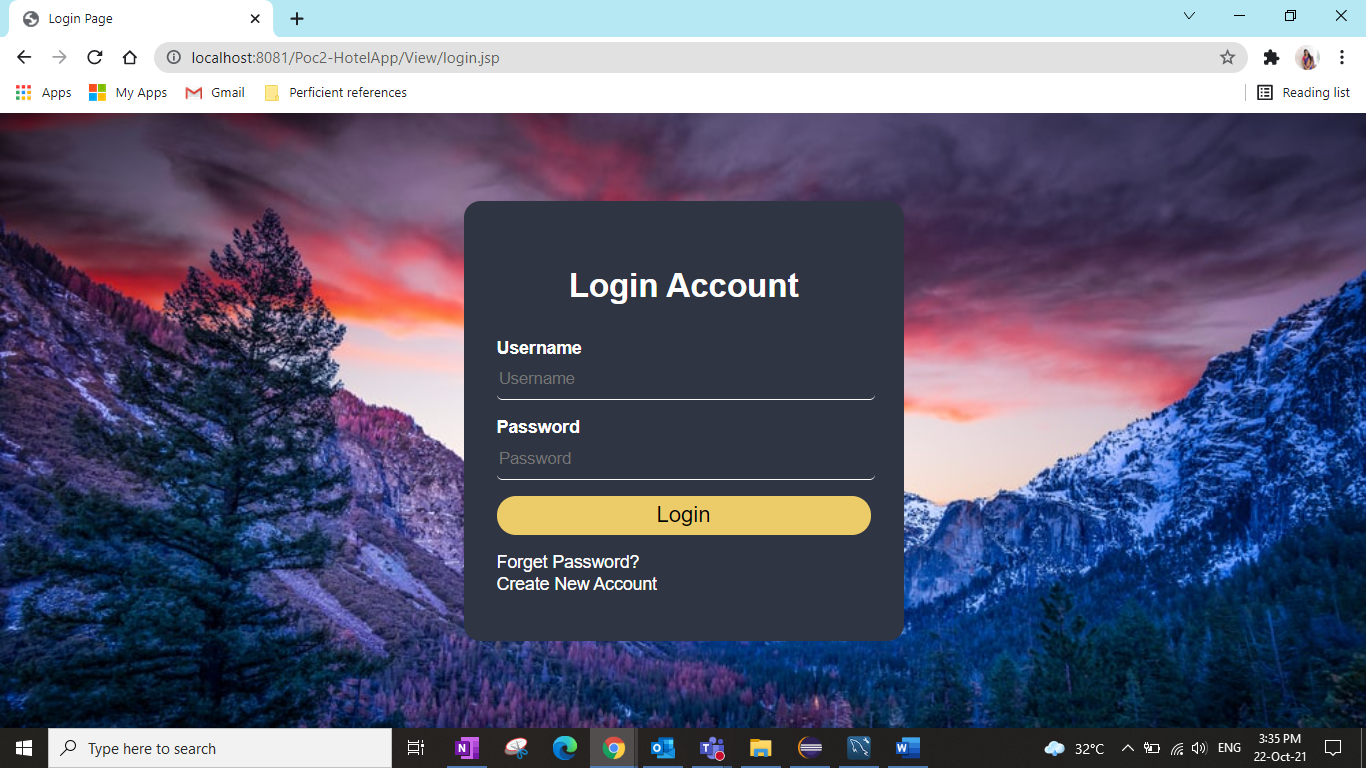 Login Page
localhost:8081/Poc2-HotelApp/View/login.jsp
Apps My Apps Gmail Perficient references Reading list
Login Account
Username
Username
Password
Password
Login
Forget Password?
Create New Account
Type here to search
32°C ENG 3:35 PM
22-Oct-21